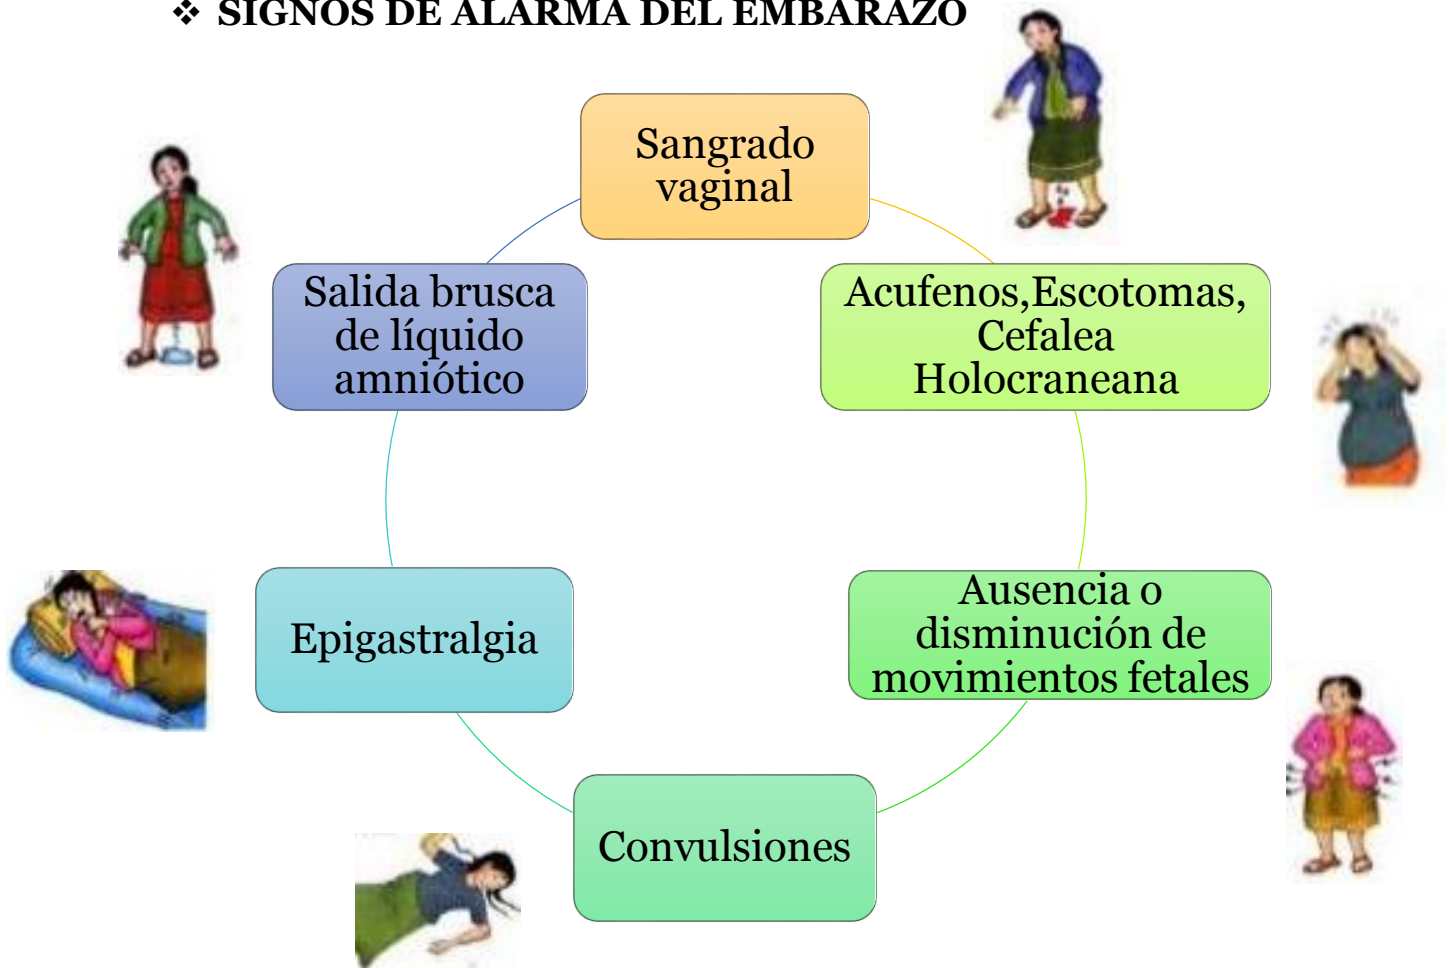 ❖ SIGNOS DE ALARMA DEL EMBARAZO
Sangrado
vaginal
Acufenos,Escotomas,
Cefalea
Holocraneana
Ausencia o
disminución de
movimientos fetales
Convulsiones
Epigastralgia
Salida brusca
de líquido
amniótico